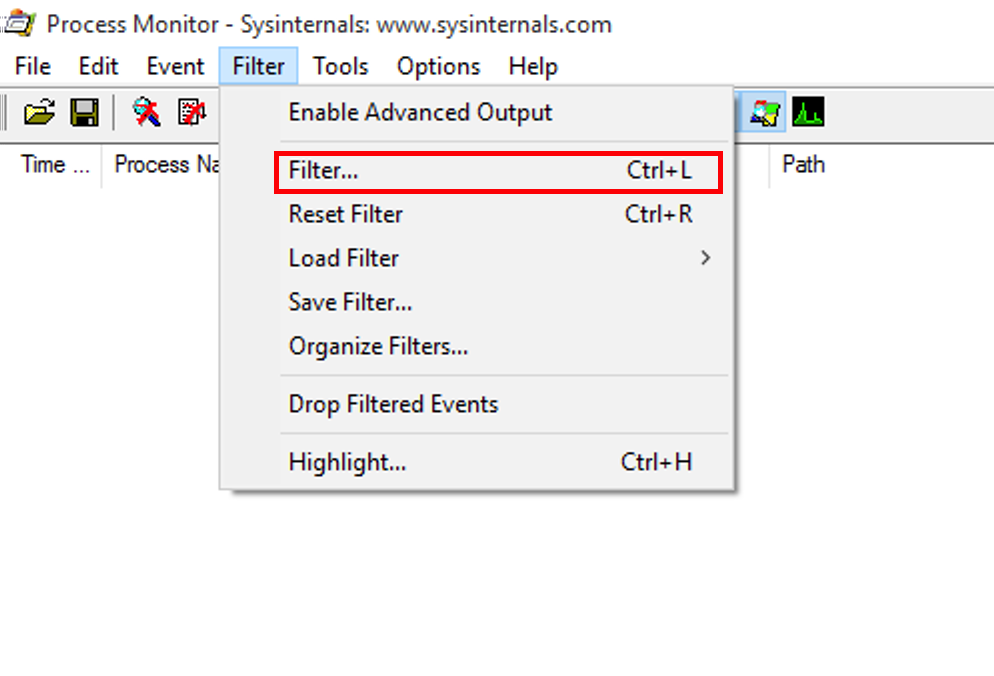 Process Monitor - Sysinternals: www.sysinternals.com
File Edit Event Filter Tools Options Help
Enable Advanced Output
Time ... Process Na Path
Filter... Ctrl+L
Reset Filter Ctrl+R
Load Filter >
Save Filter...
Organize Filters...
Drop Filtered Events
Highlight... Ctrl+H